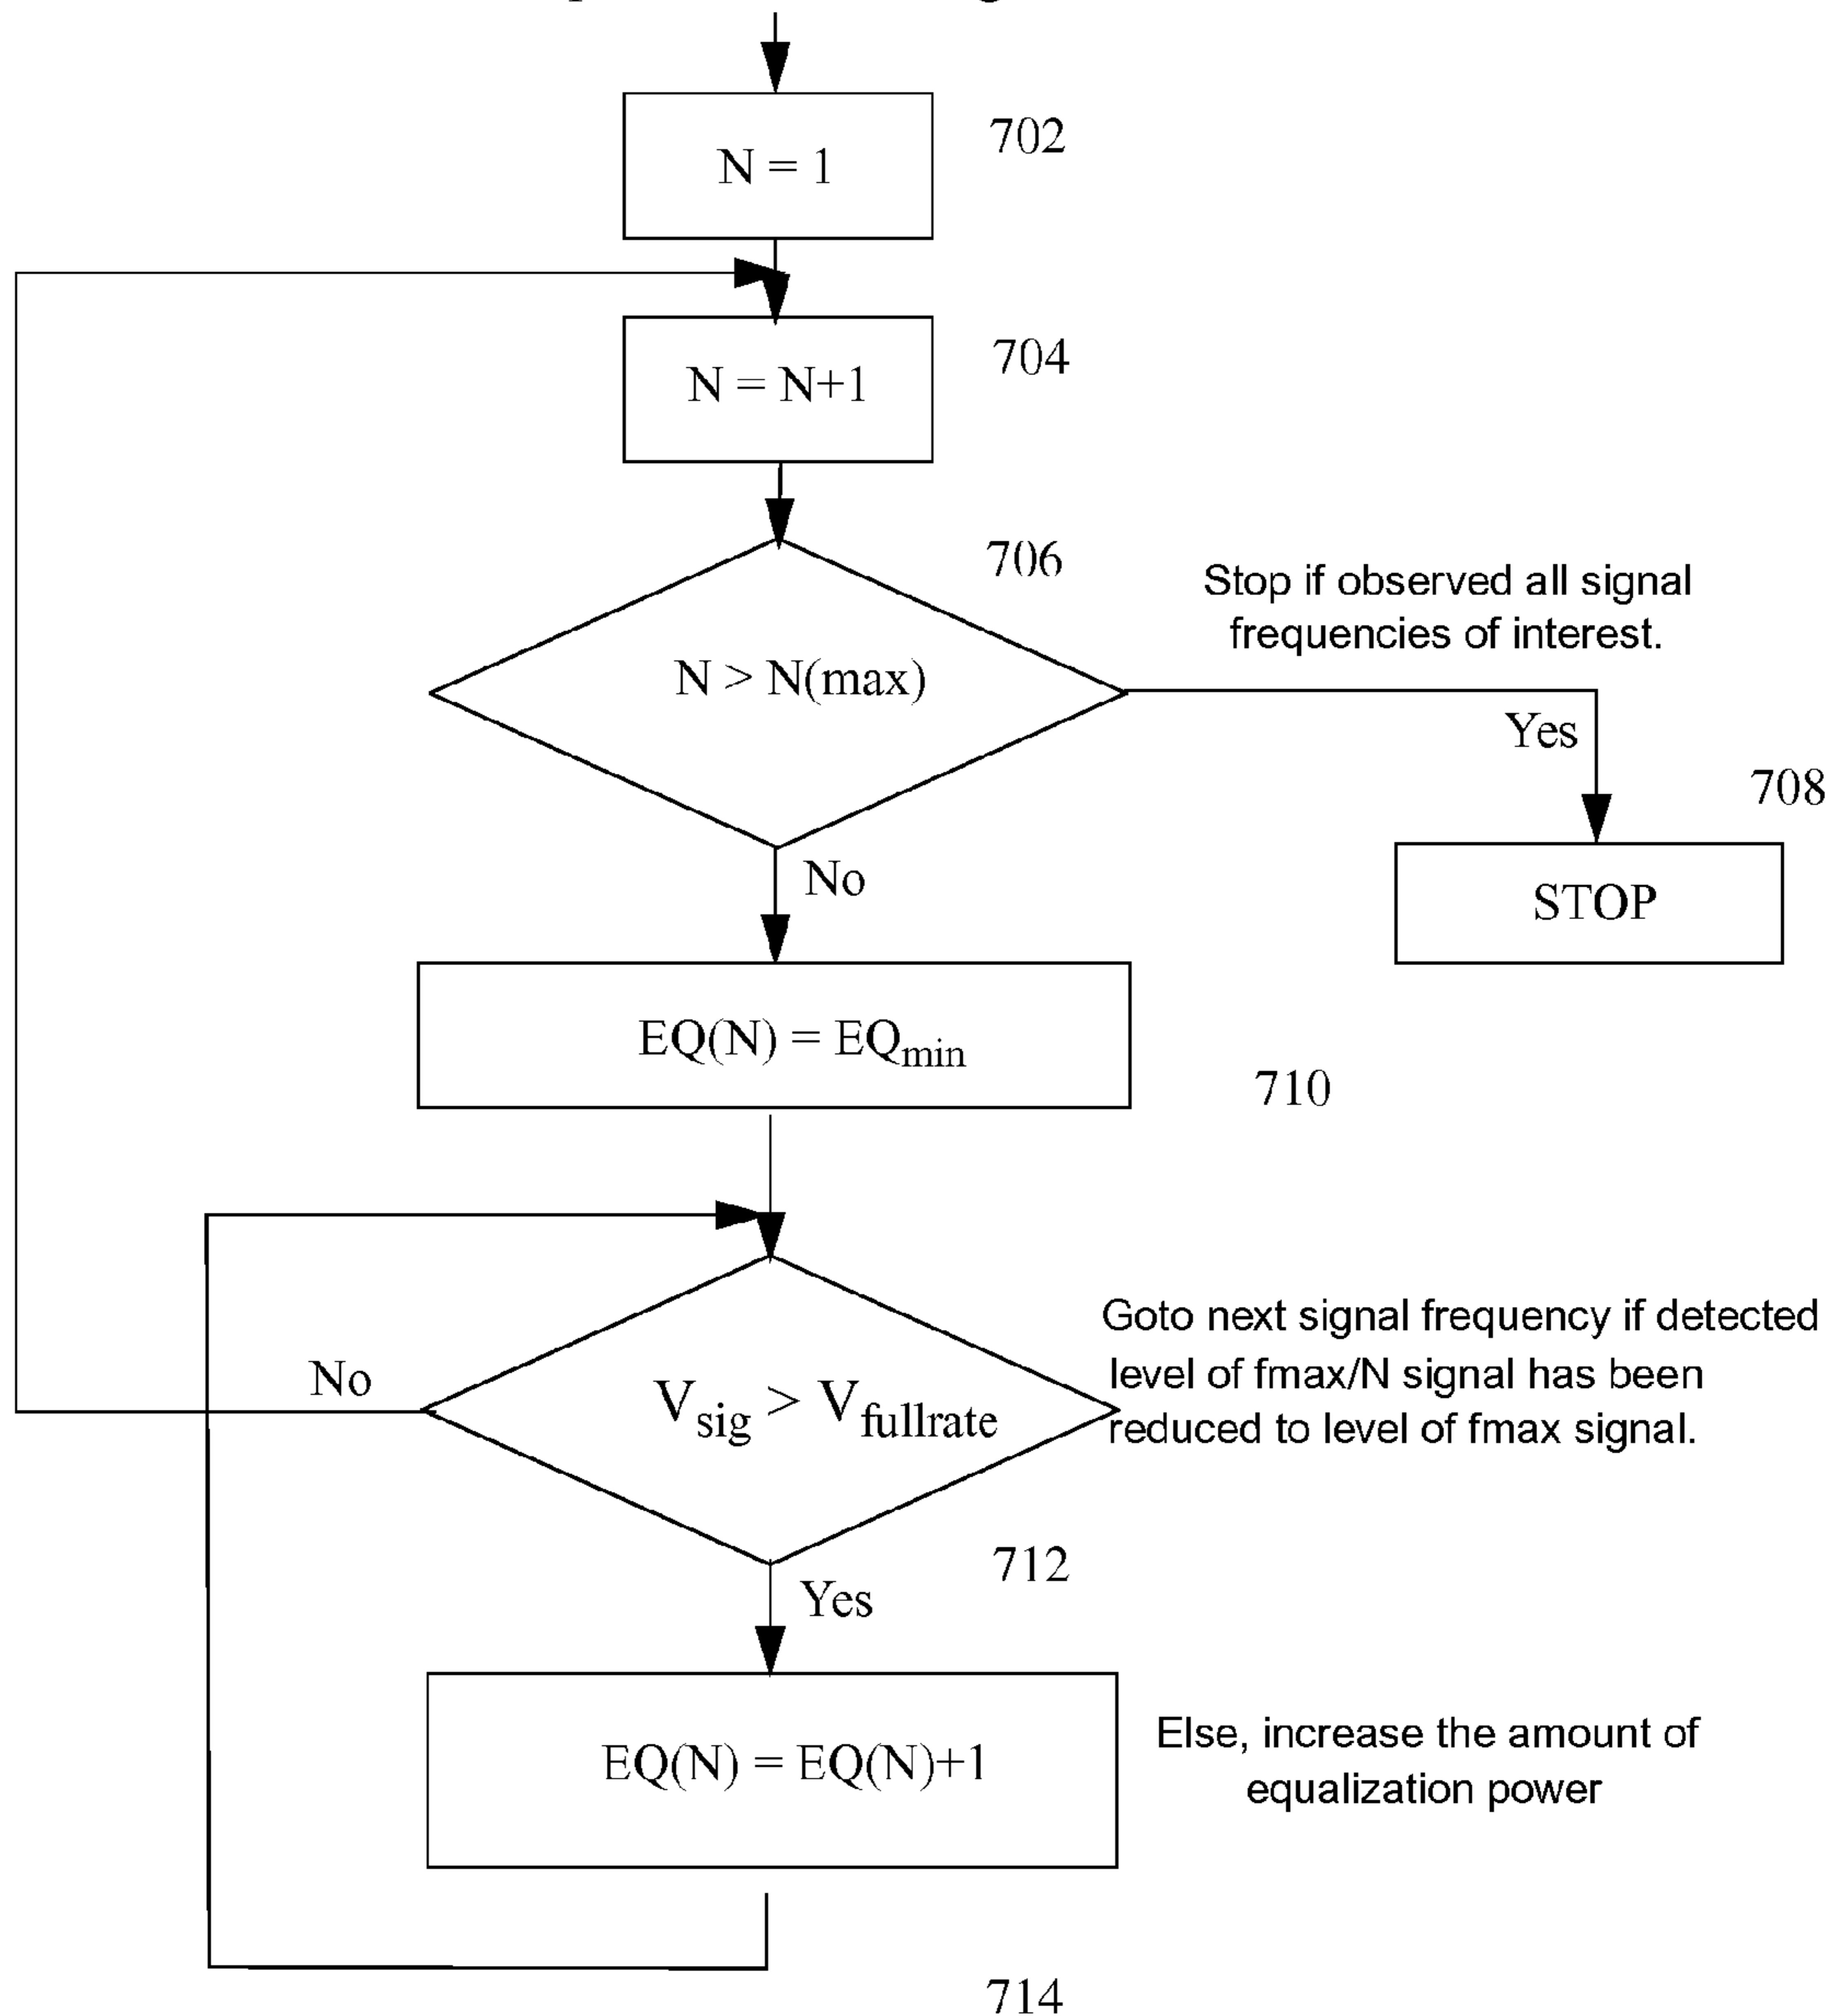 702
N = 1
704
N = N+1
706
Stop if observed all signal
frequencies of interest.
N > N(max)
Yes
708
No
STOP
EQ(N) = EQmin
710
Goto next signal frequency if detected
No
level of fmax/N signal has been
Vsig > Vfullrate
reduced to level of fmax signal.
712
Yes
Else, increase the amount of
EQ(N) = EQ(N)+1
equalization power
714